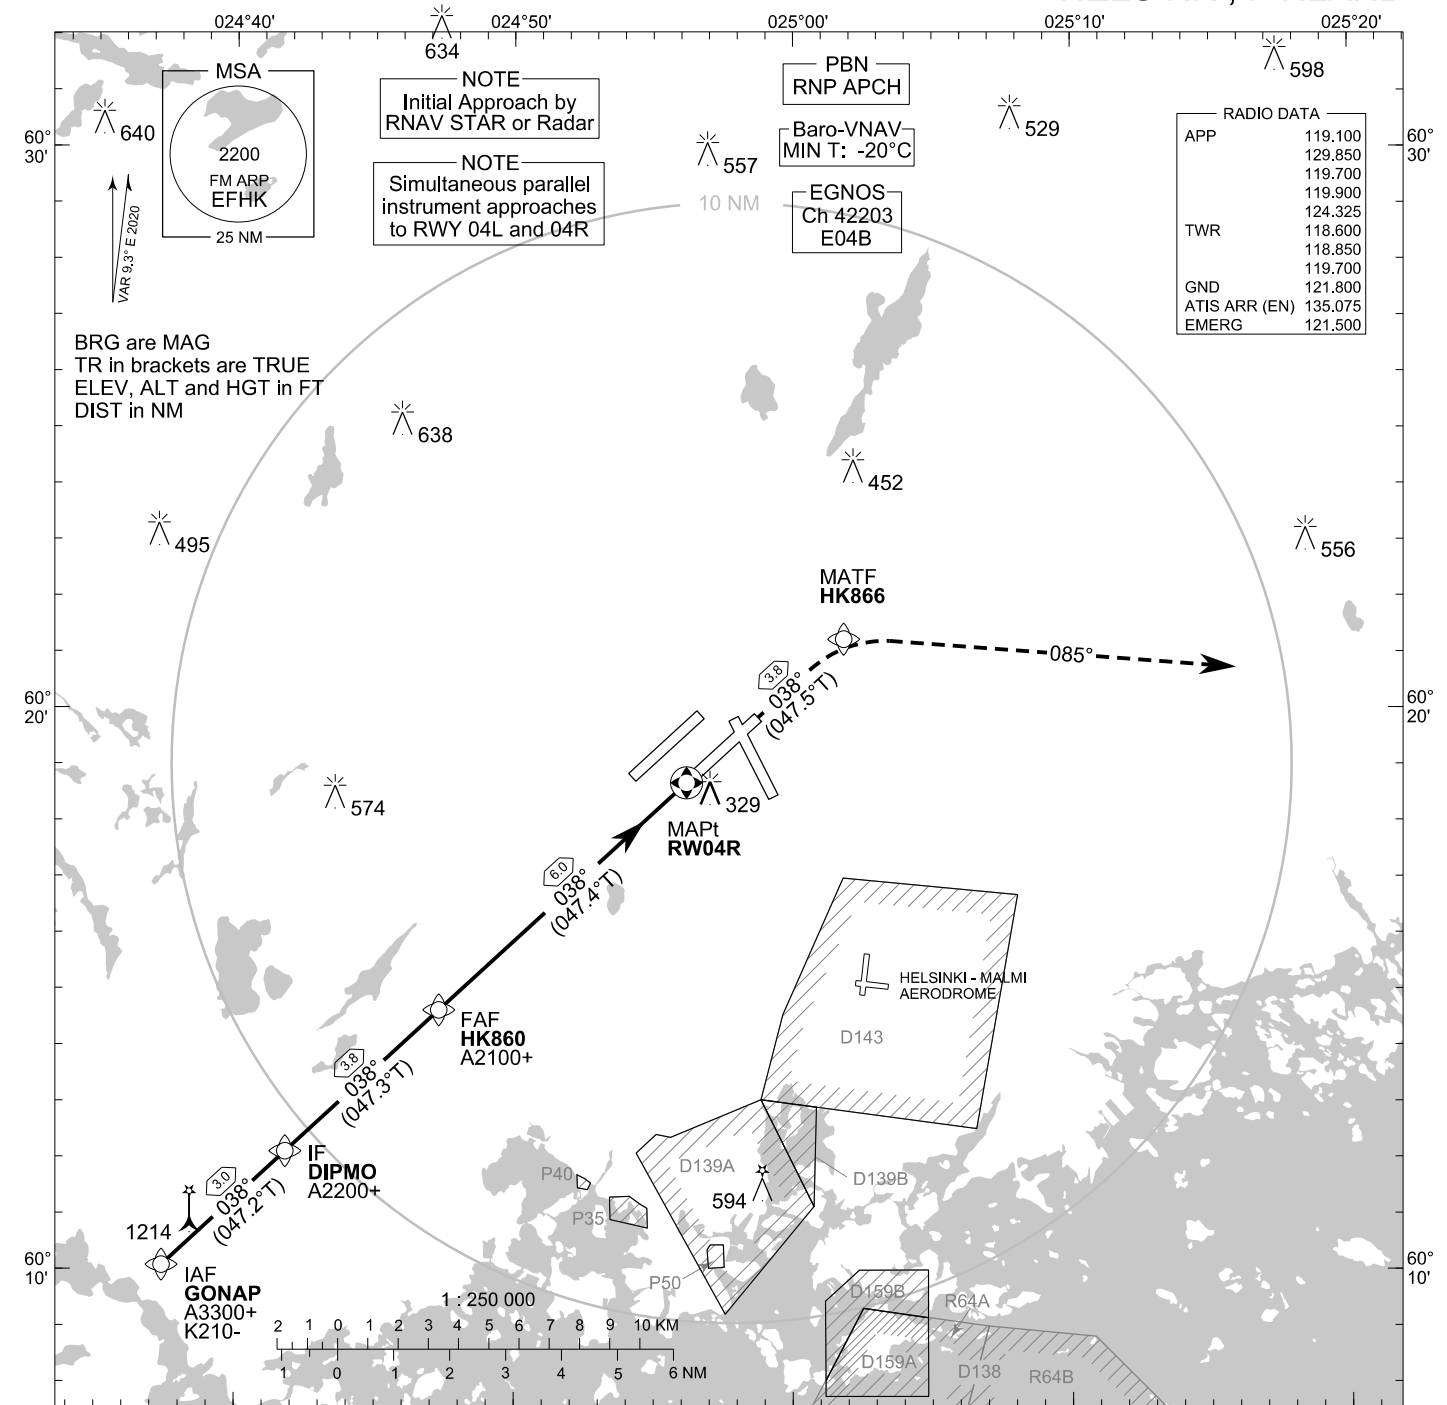 024°40'
024°50'
025°00'
025°10'
025°20'
634
598
MSA
2200
FM ARP
EFHK
25 NM
640
60°
30'
VAR 9.3° E 2020
NOTE
Initial Approach by
RNAV STAR or Radar
NOTE
Simultaneous parallel
instrument approaches
to RWY 04L and 04R
PBN
RNP APCH
Baro-VNAV
MIN T: -20°C
EGNOS
Ch 42203
E04B
557
529
10 NM
RADIO DATA
APP 119.100
129.850
119.700
119.900
124.325
TWR 118.600
118.850
119.700
GND 121.800
ATIS ARR (EN) 135.075
EMERG 121.500
60°
30'
BRG are MAG
TR in brackets are TRUE
ELEV, ALT and HGT in FT
DIST in NM
638
452
495
556
MATF
HK866
085°
3.8
038°
(047.5°T)
60°
20'
60°
20'
574
329
MAPt
RW04R
6.0
038°
(047.4°T)
HELSINKI - MALMI
AERODROME
D143
FAF
HK860
A2100+
3.8
038°
(047.3°T)
IF
DIPMO
A2200+
3.0
038°
(047.2°T)
1214
P40
P35
D139A
594
D139B
P50
60°
10'
60°
10'
IAF
GONAP
A3300+
K210-
1 : 250 000
2 1 0 1 2 3 4 5 6 7 8 9 10 KM
1 0 1 2 3 4 5 6 NM
D159B
R64A
D159A
D138
R64B